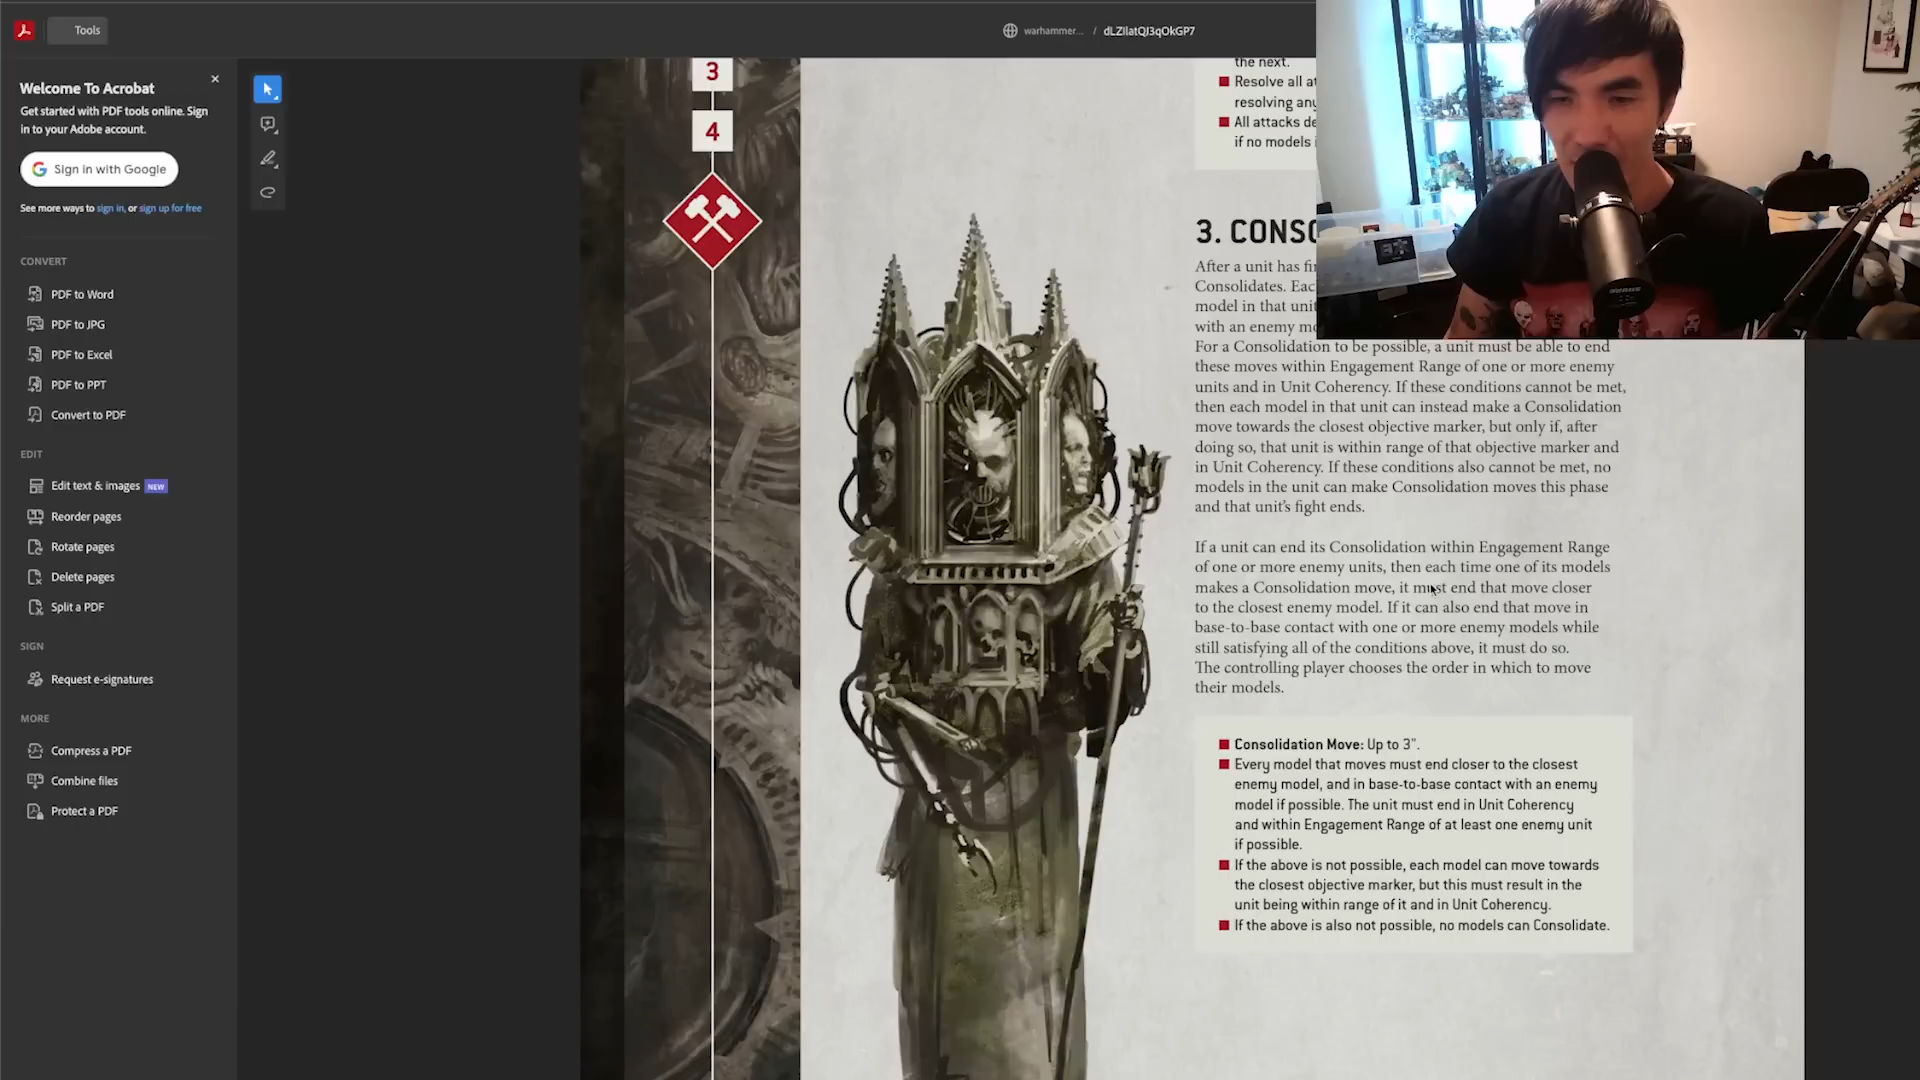 Tools
warhammer... / dLZIlatQJ3qOkGP7
Welcome To Acrobat
Get started with PDF tools online. Sign
in to your Adobe account.
Sign in with Google
See more ways to sign in, or sign up for free
CONVERT
PDF to Word
PDF to JPG
PDF to Excel
PDF to PPT
Convert to PDF
EDIT
Edit text & images NEW
Reorder pages
Rotate pages
Delete pages
Split a PDF
SIGN
Request e-signatures
MORE
Compress a PDF
Combine files
Protect a PDF
3
4
the next.
Resolve all at
resolving any
All attacks de
if no models i
3. CONSO
After a unit has fi
Consolidates. Eac
model in that unit
with an enemy mo
For a Consolidation to be possible, a unit must be able to end
these moves within Engagement Range of one or more enemy
units and in Unit Coherency. If these conditions cannot be met,
then each model in that unit can instead make a Consolidation
move towards the closest objective marker, but only if, after
doing so, that unit is within range of that objective marker and
in Unit Coherency. If these conditions also cannot be met, no
models in the unit can make Consolidation moves this phase
and that unit's fight ends.
If a unit can end its Consolidation within Engagement Range
of one or more enemy units, then each time one of its models
makes a Consolidation move, it must end that move closer
to the closest enemy model. If it can also end that move in
base-to-base contact with one or more enemy models while
still satisfying all of the conditions above, it must do so.
The controlling player chooses the order in which to move
their models.
Consolidation Move: Up to 3".
Every model that moves must end closer to the closest
enemy model, and in base-to-base contact with an enemy
model if possible. The unit must end in Unit Coherency
and within Engagement Range of at least one enemy unit
if possible.
If the above is not possible, each model can move towards
the closest objective marker, but this must result in the
unit being within range of it and in Unit Coherency.
If the above is also not possible, no models can Consolidate.